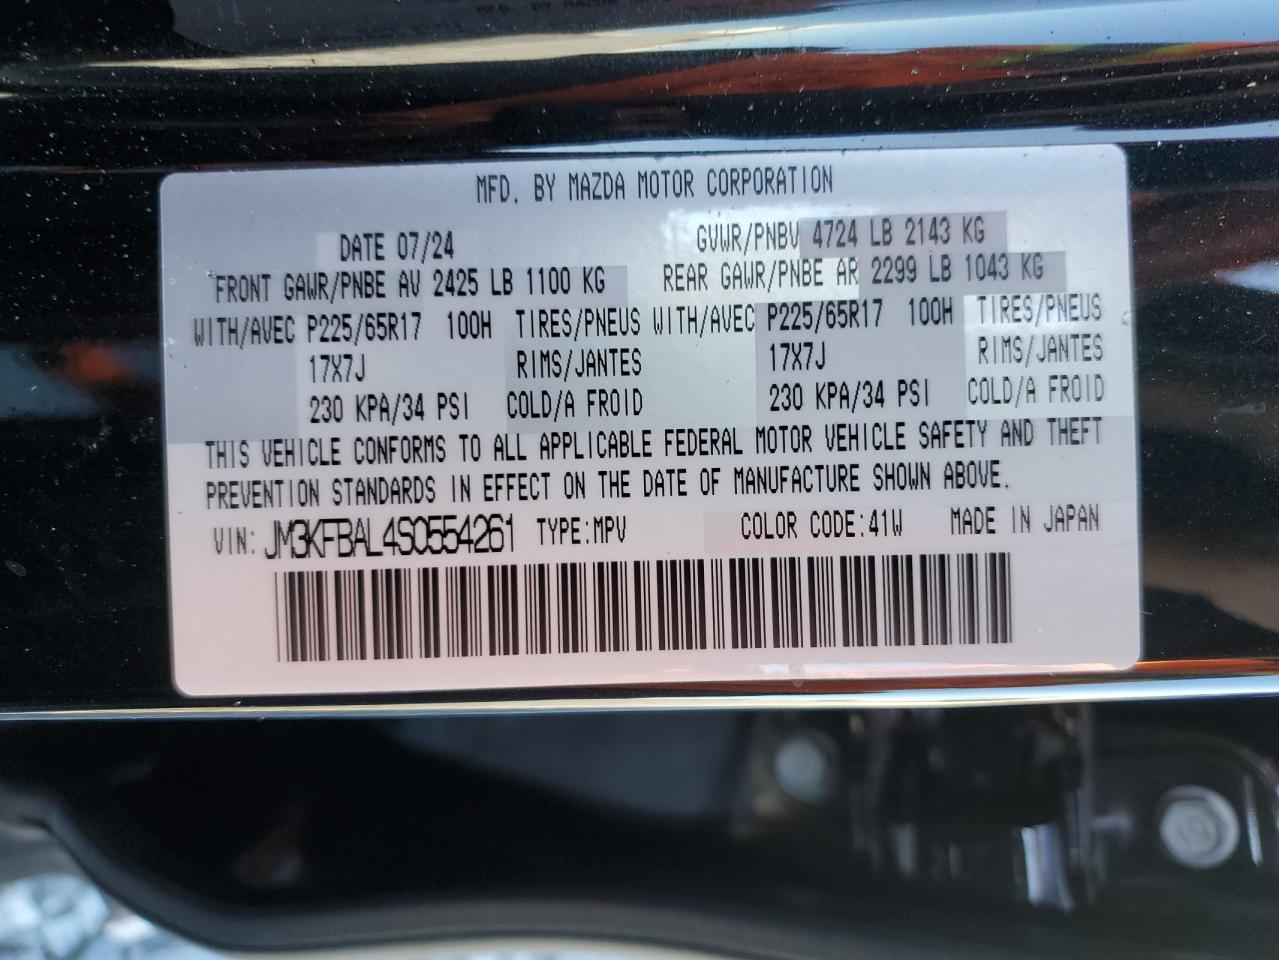 MFD. BY MAZDA MOTOR CORPORATION
DATE 07/24 GVWR/PNBV 4724 LB 2143 KG
FRONT GAWR/PNBE AV 2425 LB 1100 KG REAR GAWR/PNBE AR 2299 LB 1043 KG
WITH/AVEC P225/65R17 100H TIRES/PNEUS WITH/AVEC P225/65R17 100H TIRES/PNEUS
17X7J RIMS/JANTES 17X7J RIMS/JANTES
230 KPA/34 PSI COLD/A FROID 230 KPA/34 PSI COLD/A FROID
THIS VEHICLE CONFORMS TO ALL APPLICABLE FEDERAL MOTOR VEHICLE SAFETY AND THEFT
PREVENTION STANDARDS IN EFFECT ON THE DATE OF MANUFACTURE SHOWN ABOVE.
VIN: JM3KFBAL4S0554261 TYPE:MPV COLOR CODE:41W MADE IN JAPAN